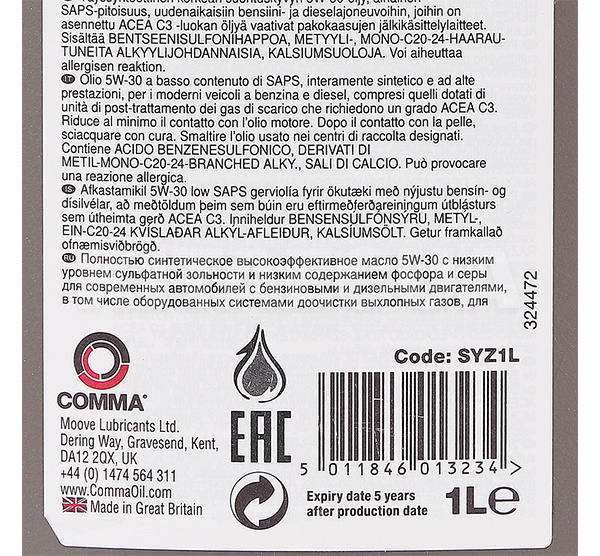 SAPS-pitoisuus, uudenaikaisiin bensiini- ja dieselajoneuvoihin, joihin on
asennettu ACEA C3 -luokan öljyä vaativat pakokaasujen jälkikäsittelylaitteet.
Sisältää BENTSEENISULFONIHAPPOA, METYYLI-, MONO-C20-24-HAARAU-
TUNEITA ALKYYLIJOHDANNAISIA, KALSIUMSUOLOJA. Voi aiheuttaa
allergisen reaktion.
IT Olio 5W-30 a basso contenuto di SAPS, interamente sintetico e ad alte
prestazioni, per i moderni veicoli a benzina e diesel, compresi quelli dotati di
unità di post-trattamento dei gas di scarico che richiedono un grado ACEA C3.
Riduce al minimo il contatto con l'olio motore. Dopo il contatto con la pelle,
sciacquare con cura. Smaltire l'olio usato nei centri di raccolta designati.
Contiene ACIDO BENZENESULFONICO, DERIVATI DI
METIL-MONO-C20-24-BRANCHED ALKY., SALI DI CALCIO. Può provocare
una reazione allergica.
IS Afkastamikil 5W-30 low SAPS gerviolía fyrir ökutæki með nýjustu bensín- og
dísilvélar, að meðtöldum þeim sem búin eru eftirmeðferðareiningum útblásturs
sem útheimta gerð ACEA C3. Inniheldur BENSENSÚLFÓNSÝRU, METÝL-,
EIN-C20-24 KVÍSLAÐAR ALKÝL-AFLEIÐUR, KALSÍUMSÖLT. Getur framkallað
ofnæmisviðbrögð.
RU Полностью синтетическое высокоэффективное масло 5W-30 с низким
уровнем сульфатной зольности и низким содержанием фосфора и серы
для современных автомобилей с бензиновыми и дизельными двигателями,
в том числе оборудованных системами доочистки выхлопных газов, для
324472
COMMA®
Moove Lubricants Ltd.
Dering Way, Gravesend, Kent,
DA12 2QX, UK
+44 (0) 1474 564 311
www.CommaOil.com
Made in Great Britain
EAC
Code: SYZ1L
5 011846 013234 >
Expiry date 5 years
after production date
1L℮